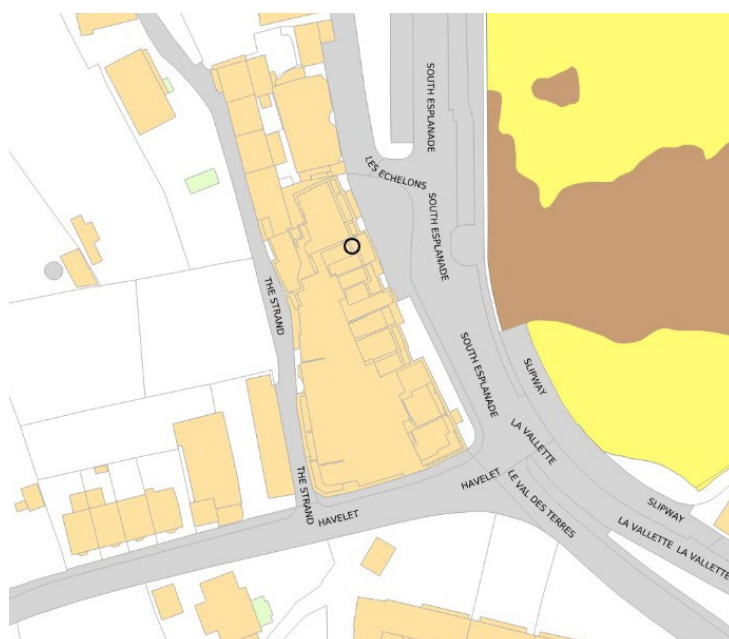 SOUTH ESPLANADE
LES ECHELONS
SOUTH ESPLANADE
THE STRAND
SOUTH ESPLANADE
SLIPWAY
LA VALLETTE
HAVELET
THE STRAND
HAVELET
LE VAL DES TERRES
SLIPWAY
LA VALLETTE LA VALLETTE